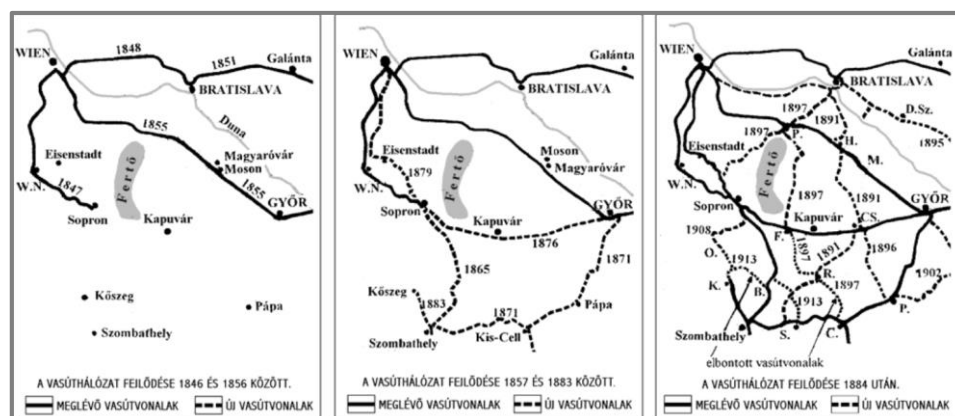 WIEN
1848
1851
Galánta
BRATISLAVA
Duna
1855
Eisenstadt
Magyaróvár
Moson
Fertő
W.N.
1847
1855
Sopron
Kapuvár
GYŐR
Kőszeg
Pápa
Szombathely
A VASÚTHÁLÓZAT FEJLŐDÉSE 1846 ÉS 1856 KÖZÖTT.
MEGLÉVŐ VASÚTVONALAK ÚJ VASÚTVONALAK
WIEN
Galánta
BRATISLAVA
Eisenstadt
Moson
Magyaróvár
1879
Fertő
W.N.
Sopron
Kapuvár
GYŐR
1876
1865
1871
Kőszeg
1883
Pápa
1871
Szombathely
Kis-Cell
A VASÚTHÁLÓZAT FEJLŐDÉSE 1857 ÉS 1883 KÖZÖTT.
MEGLÉVŐ VASÚTVONALAK ÚJ VASÚTVONALAK
WIEN
Galánta
BRATISLAVA
1897
1891
D.Sz.
1897
P.
1895
Eisenstadt
H.
M.
Fertő
W.N.
1897
1891
Sopron
Kapuvár
CS.
GYŐR
1908
F.
1897
1891
1896
O.
1913
R.
1902
K.
B.
1897
1913
P.
Szombathely
S.
C.
elbontott vasútvonalak
A VASÚTHÁLÓZAT FEJLŐDÉSE 1884 UTÁN.
MEGLÉVŐ VASÚTVONALAK ÚJ VASÚTVONALAK